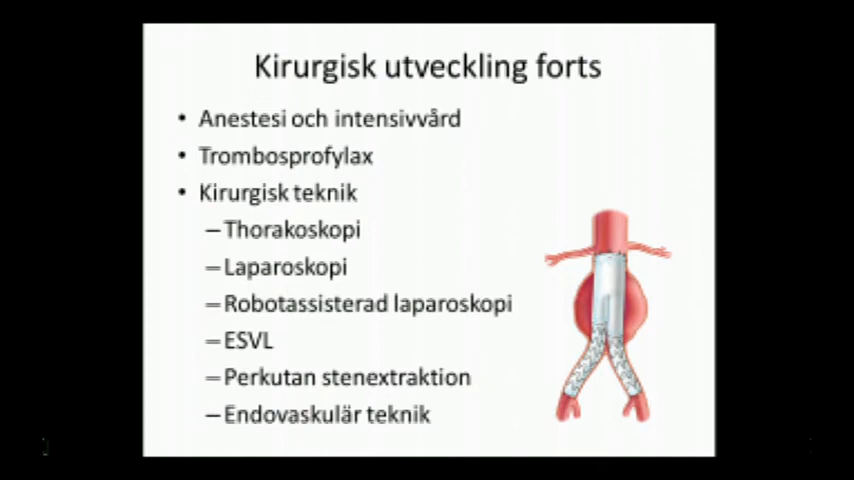 Kirurgisk utveckling forts
• Anestesi och intensivvård
• Trombosprofylax
• Kirurgisk teknik
–Thorakoskopi
–Laparoskopi
–Robotassisterad laparoskopi
–ESVL
–Perkutan stenextraktion
–Endovaskulär teknik